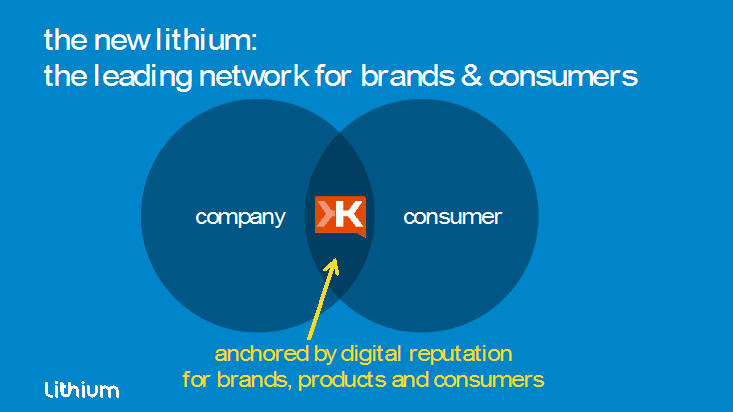 the new lithium:
the leading network for brands & consumers
company
K
consumer
anchored by digital reputation
for brands, products and consumers
Lithium